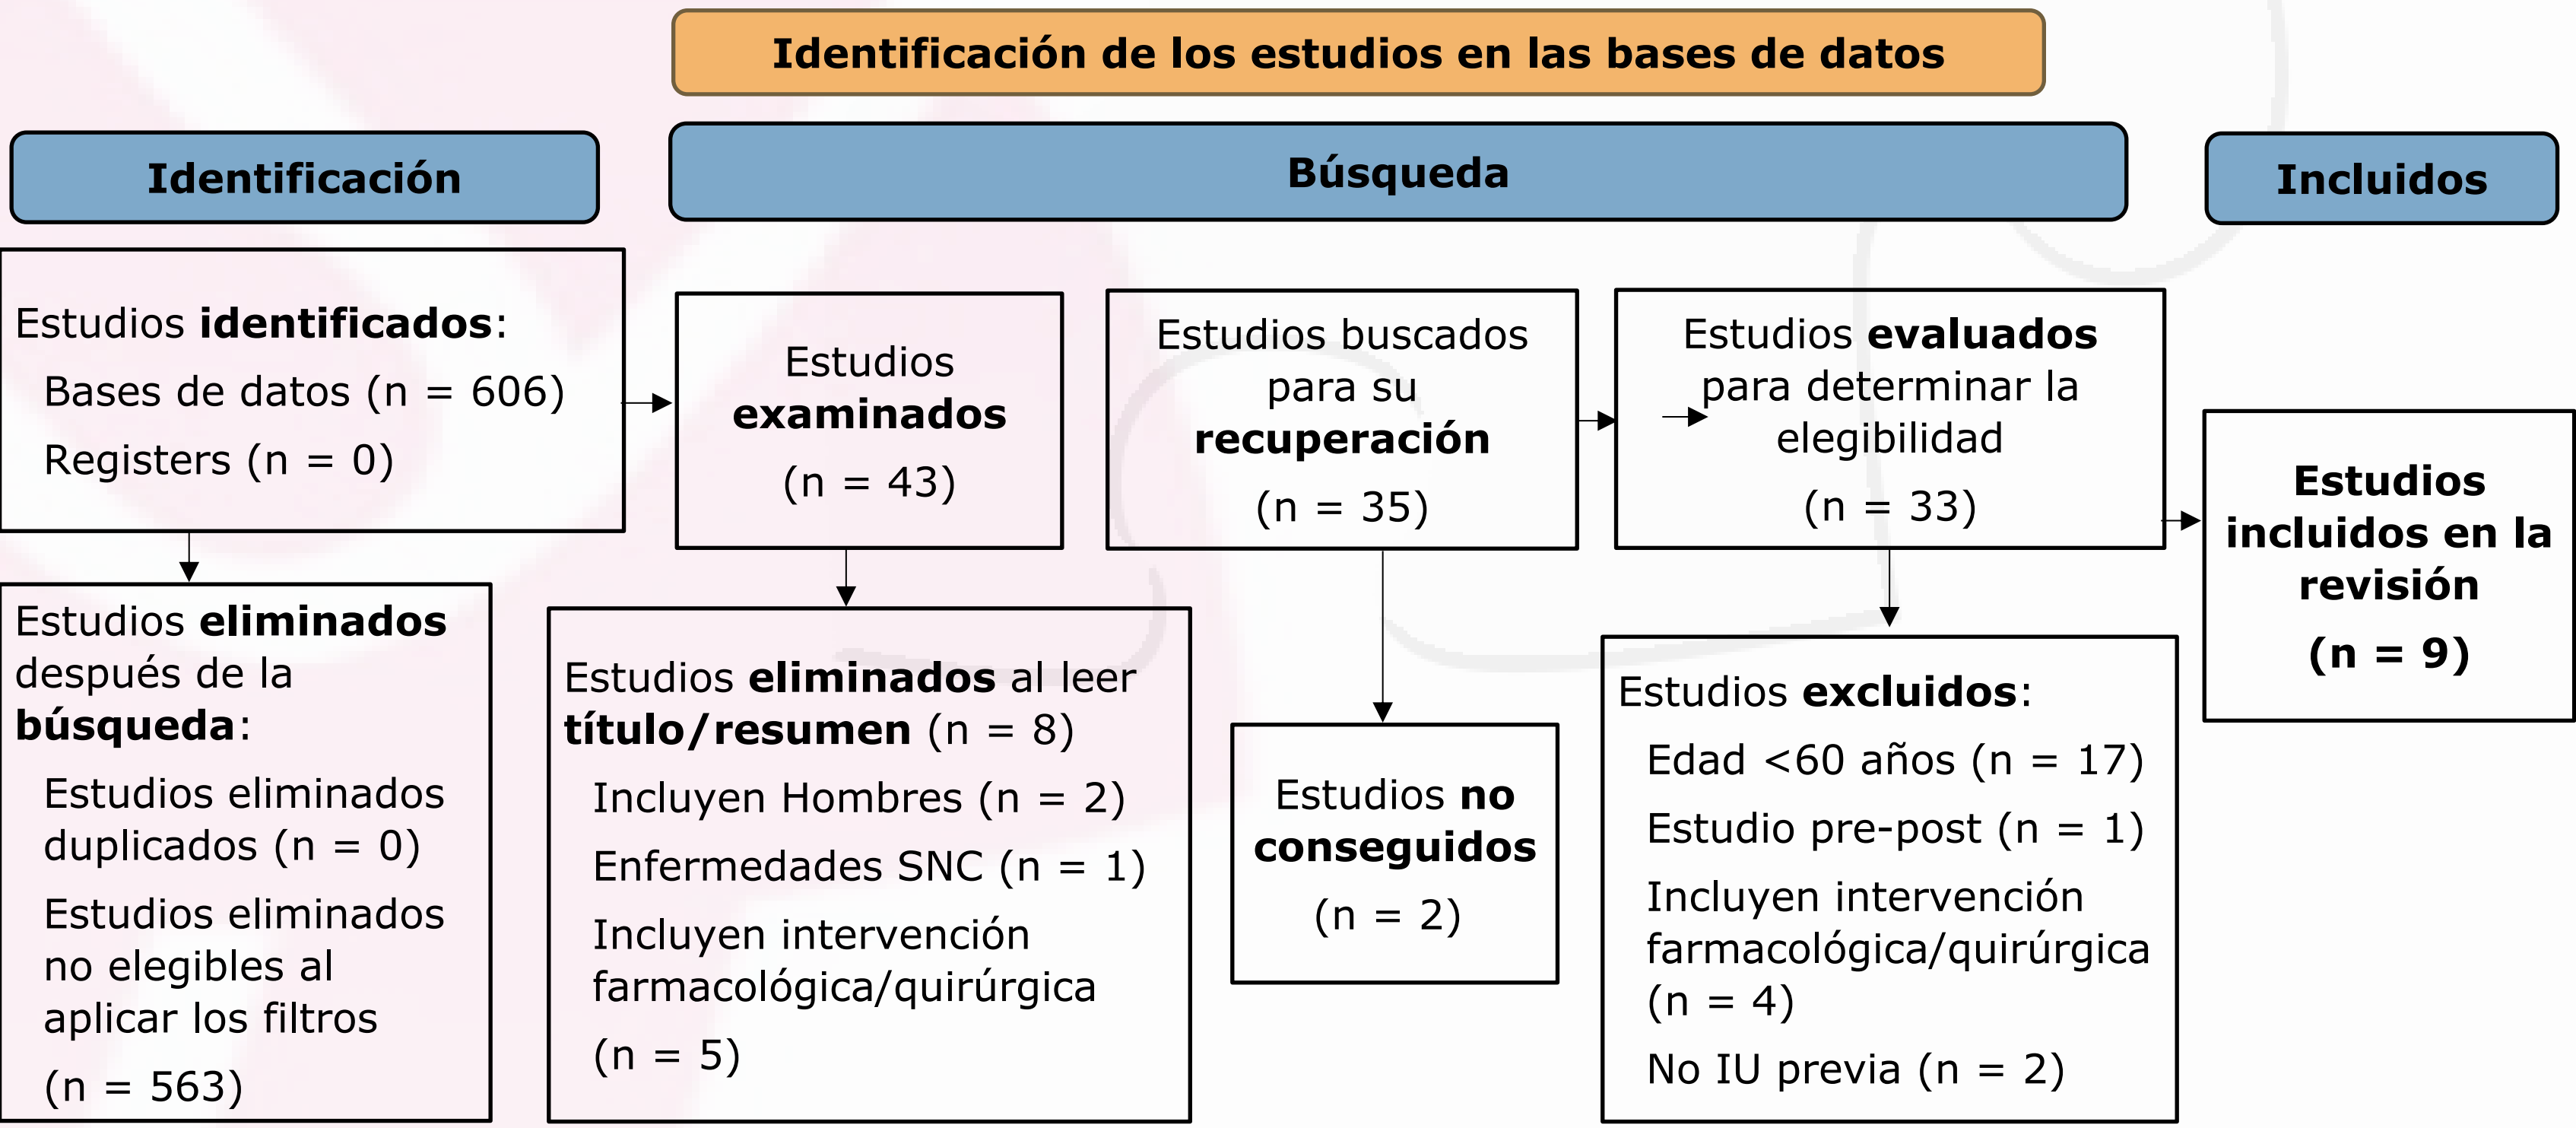 Identificación de los estudios en las bases de datos
Identificación
Búsqueda
Incluidos
Estudios identificados:
Bases de datos (n = 606)
Registers (n = 0)
Estudios
examinados
(n = 43)
Estudios buscados
para su
recuperación
(n = 35)
Estudios evaluados
para determinar la
elegibilidad
(n = 33)
Estudios
incluidos en la
revisión
(n = 9)
Estudios eliminados
después de la
búsqueda:
Estudios eliminados
duplicados (n = 0)
Estudios eliminados
no elegibles al
aplicar los filtros
(n = 563)
Estudios eliminados al leer
título/resumen (n = 8)
Incluyen Hombres (n = 2)
Enfermedades SNC (n = 1)
Incluyen intervención
farmacológica/quirúrgica
(n = 5)
Estudios no
conseguidos
(n = 2)
Estudios excluidos:
Edad <60 años (n = 17)
Estudio pre-post (n = 1)
Incluyen intervención
farmacológica/quirúrgica
(n = 4)
No IU previa (n = 2)